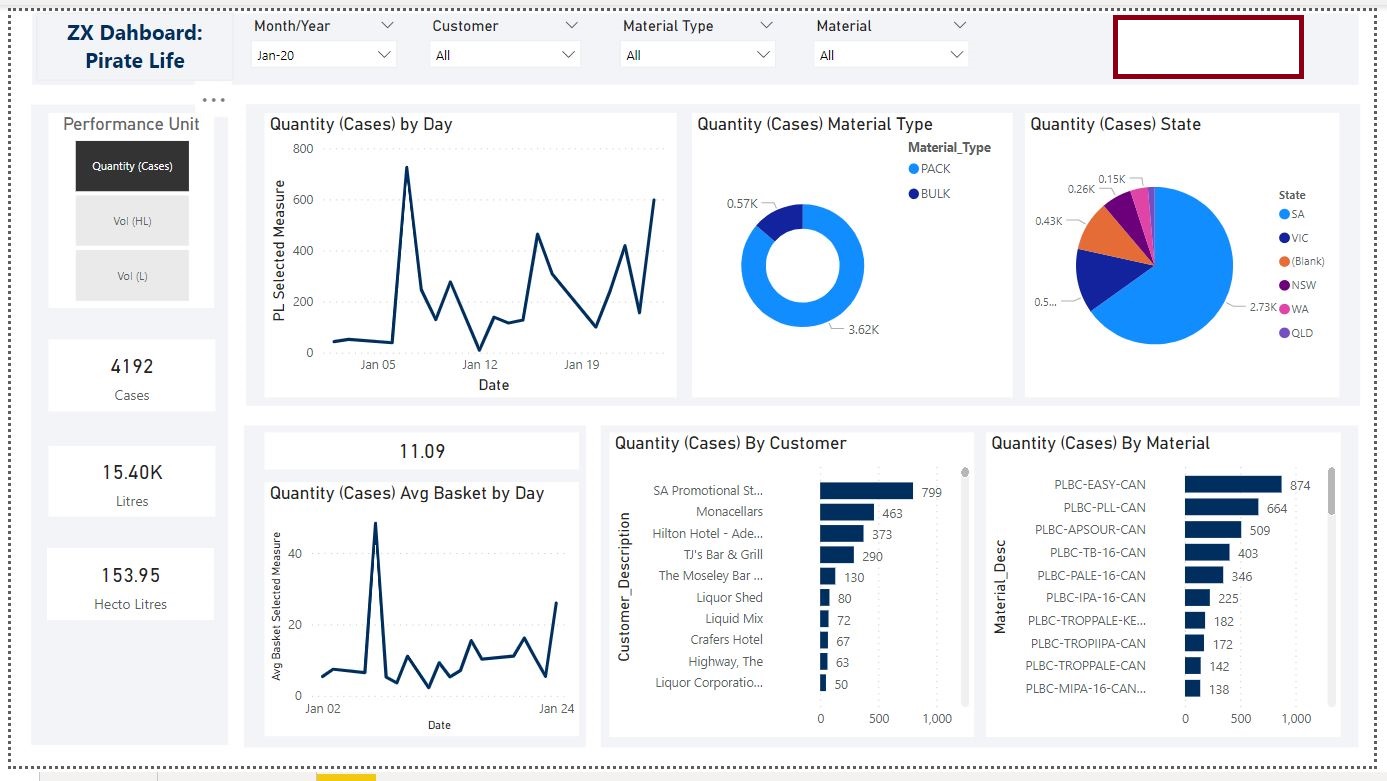 ZX Dahboard:
Pirate Life
Month/Year
Jan-20
Customer
All
Material Type
All
Material
All
Performance Unit
Quantity (Cases)
Vol (HL)
Vol (L)
4192
Cases
15.40K
Litres
153.95
Hecto Litres
Quantity (Cases) by Day
PL_Selected Measure
800
600
400
200
0
Jan 05
Jan 12
Jan 19
Date
Quantity (Cases) Material Type
Material_Type
PACK
BULK
0.57K
3.62K
Quantity (Cases) State
0.15K
0.26K
0.43K
0.5...
2.73K
State
SA
VIC
(Blank)
NSW
WA
QLD
11.09
Quantity (Cases) Avg Basket by Day
Avg Basket Selected Measure
40
20
0
Jan 02
Jan 24
Date
Quantity (Cases) By Customer
Customer_Description
SA Promotional St... 799
Monacellars 463
Hilton Hotel - Ade... 373
TJ's Bar & Grill 290
The Moseley Bar ... 130
Liquor Shed 80
Liquid Mix 72
Crafers Hotel 67
Highway, The 63
Liquor Corporatio... 50
0 500 1,000
Quantity (Cases) By Material
Material_Desc
PLBC-EASY-CAN 874
PLBC-PLL-CAN 664
PLBC-APSOUR-CAN 509
PLBC-TB-16-CAN 403
PLBC-PALE-16-CAN 346
PLBC-IPA-16-CAN 225
PLBC-TROPPALE-KE... 182
PLBC-TROPIIPA-CAN 172
PLBC-TROPPALE-CAN 142
PLBC-MIPA-16-CAN... 138
0 500 1,000